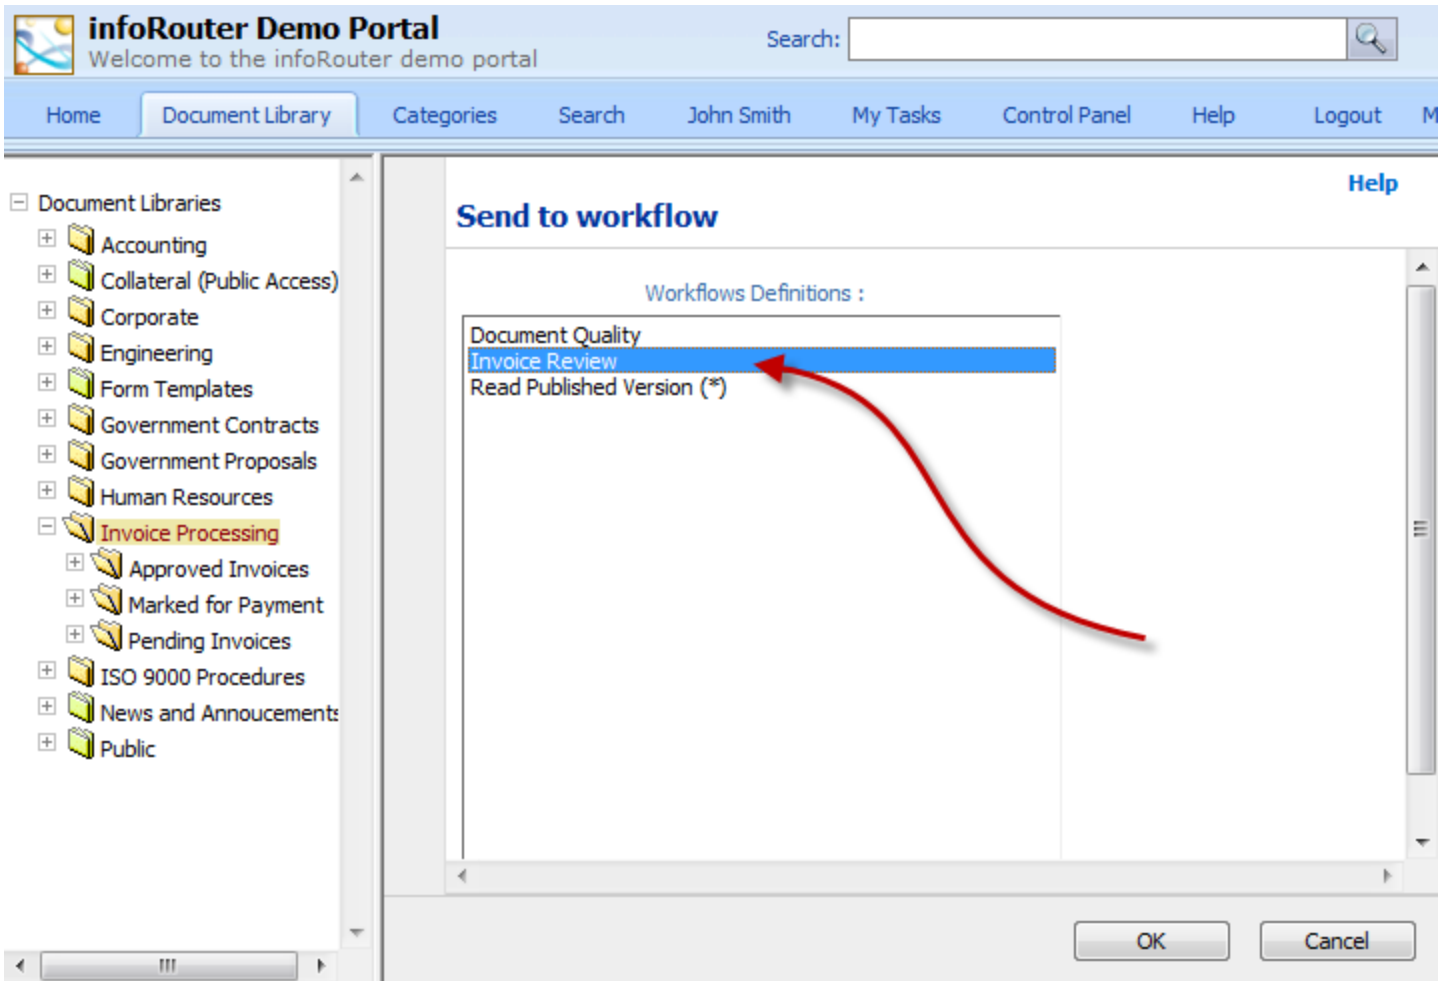 infoRouter Demo Portal
Welcome to the infoRouter demo portal
Search:
Home Document Library Categories Search John Smith My Tasks Control Panel Help Logout
Document Libraries
Accounting
Collateral (Public Access)
Corporate
Engineering
Form Templates
Government Contracts
Government Proposals
Human Resources
Invoice Processing
Approved Invoices
Marked for Payment
Pending Invoices
ISO 9000 Procedures
News and Annoucements
Public
Help
Send to workflow
Workflows Definitions :
Document Quality
Invoice Review
Read Published Version (*)
OK Cancel